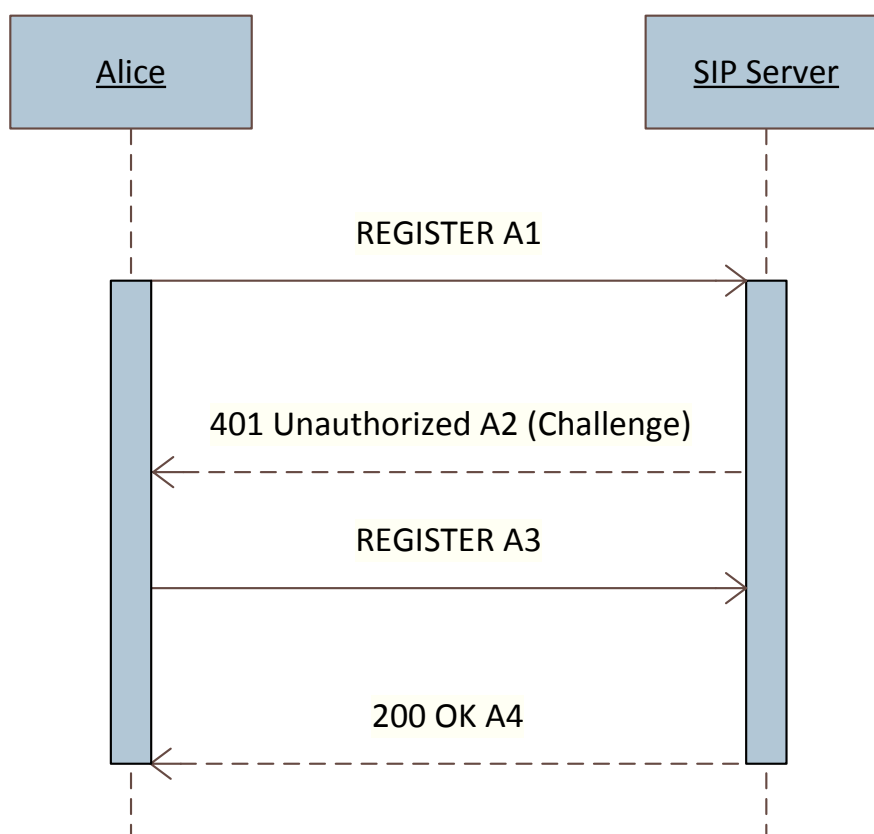 Alice
SIP Server
REGISTER A1
401 Unauthorized A2 (Challenge)
REGISTER A3
200 OK A4